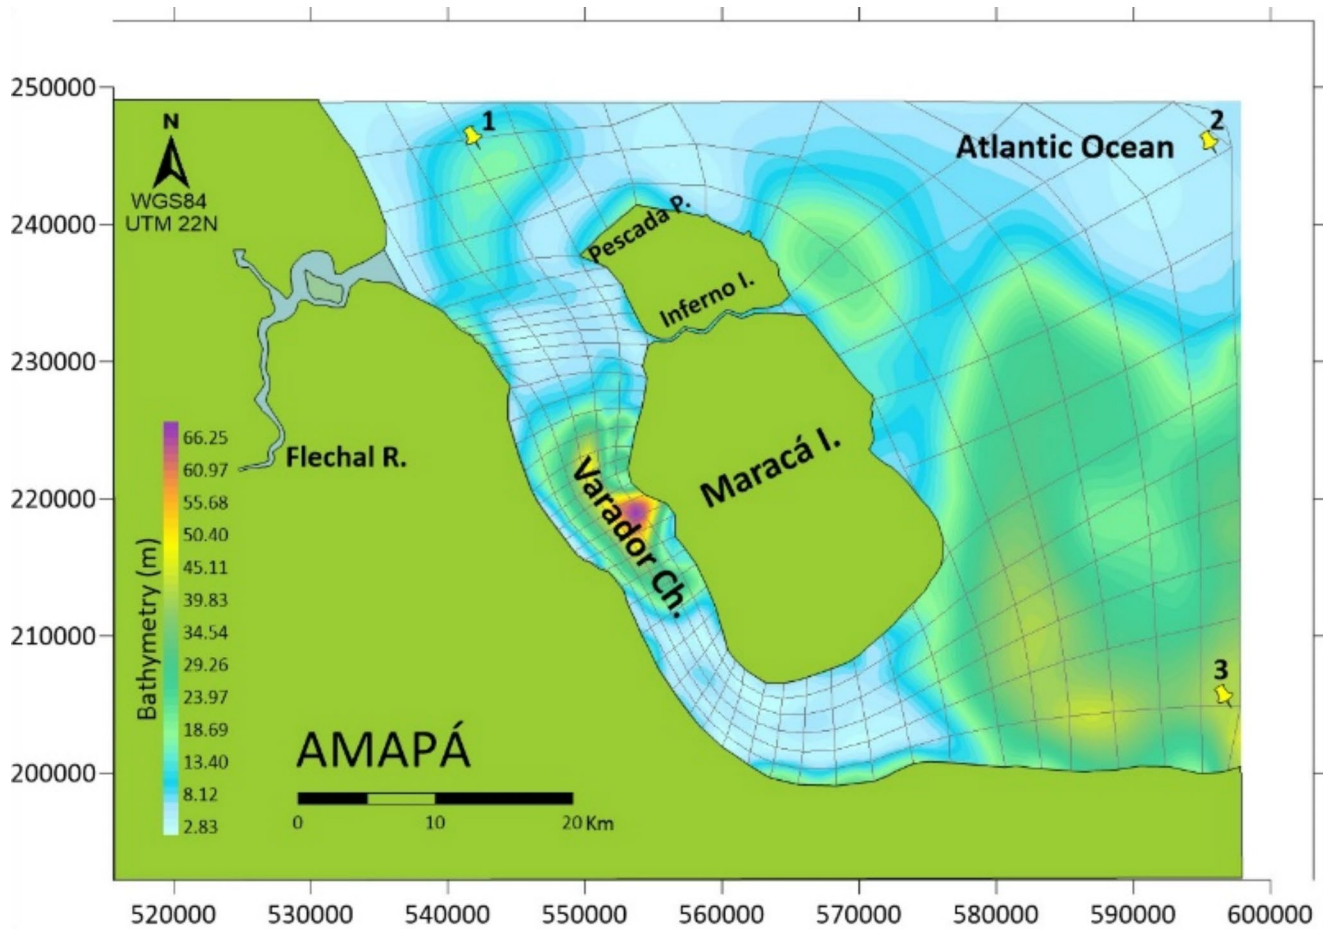 250000
240000
230000
220000
210000
200000
N
WGS84
UTM 22N
1
2
Atlantic Ocean
Pescada P.
Inferno I.
Flechal R.
Maracá I.
Varador Ch.
3
Bathymetry (m)
66.25
60.97
55.68
50.40
45.11
39.83
34.54
29.26
23.97
18.69
13.40
8.12
2.83
AMAPÁ
0 10 20 Km
520000 530000 540000 550000 560000 570000 580000 590000 600000